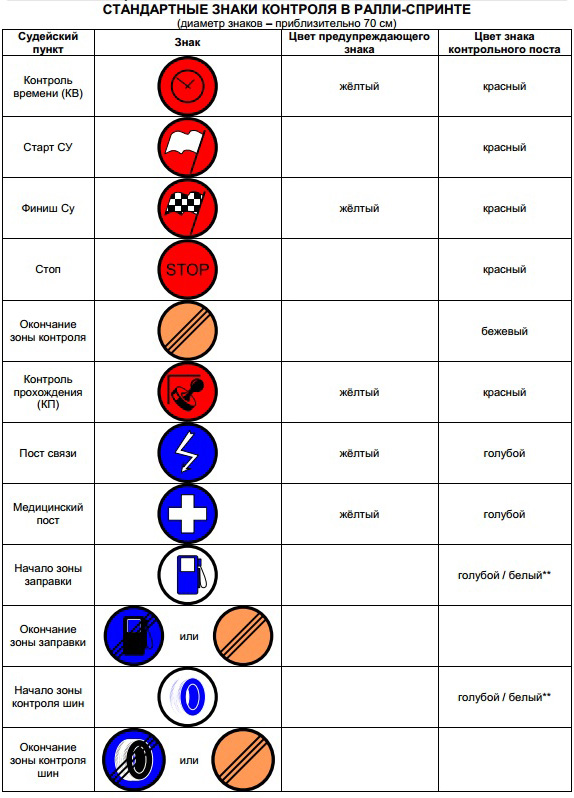 СТАНДАРТНЫЕ ЗНАКИ КОНТРОЛЯ В РАЛЛИ-СПРИНТЕ
(диаметр знаков – приблизительно 70 см)
Судейский
пункт
Знак
Цвет предупреждающего
знака
Цвет знака
контрольного поста
Контроль
времени (КВ)
жёлтый
красный
Старт СУ
красный
Финиш Су
жёлтый
красный
Стоп
STOP
красный
Окончание
зоны контроля
бежевый
Контроль
прохождения
(КП)
жёлтый
красный
Пост связи
жёлтый
голубой
Медицинский
пост
жёлтый
голубой
Начало зоны
заправки
голубой / белый**
Окончание
зоны заправки
или
Начало зоны
контроля шин
голубой / белый**
Окончание
зоны контроля
шин
или